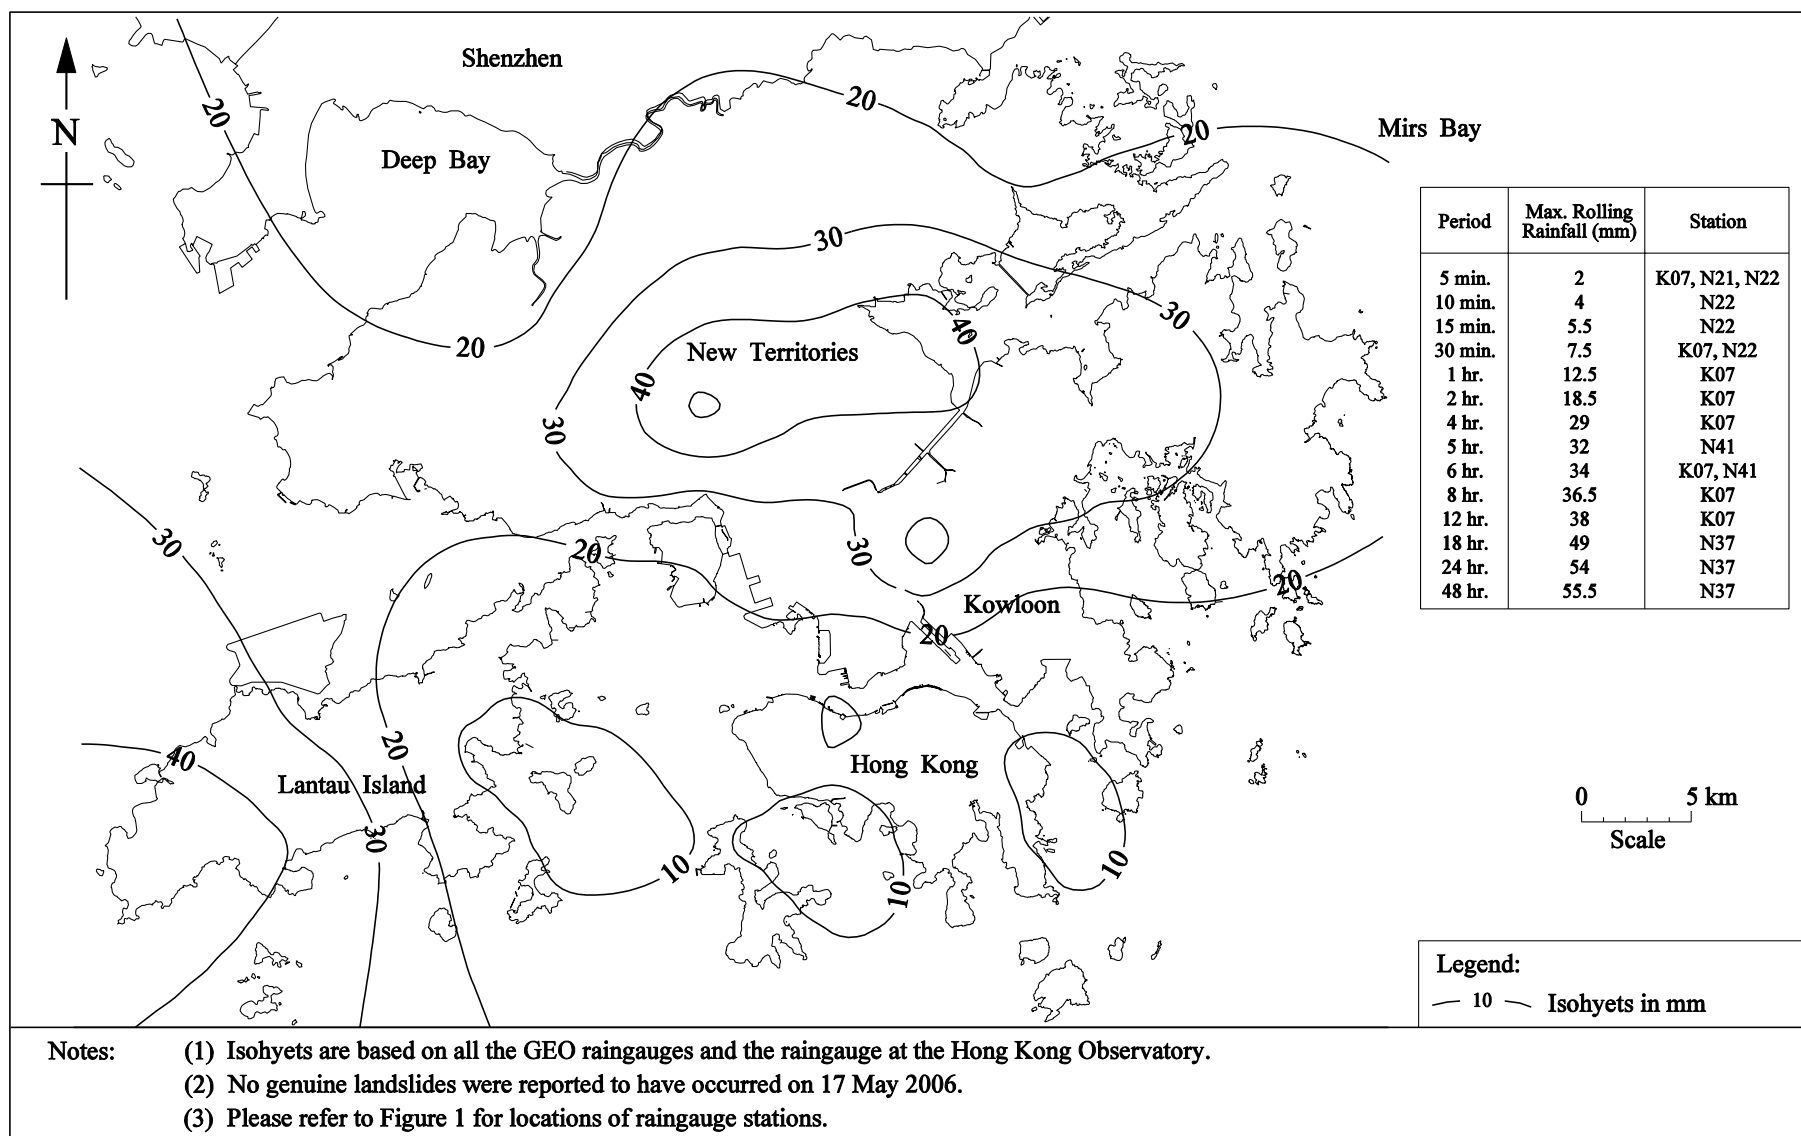 Shenzhen
20
20
N
20
Mirs Bay
Deep Bay
30
30
40
New Territories
20
40
30
30
30
20
20
Kowloon
20
20
40
Lantau Island
Hong Kong
30
10
10
10
Period Max. Rolling Rainfall (mm) Station
5 min. 2 K07, N21, N22
10 min. 4 N22
15 min. 5.5 N22
30 min. 7.5 K07, N22
1 hr. 12.5 K07
2 hr. 18.5 K07
4 hr. 29 K07
5 hr. 32 N41
6 hr. 34 K07, N41
8 hr. 36.5 K07
12 hr. 38 K07
18 hr. 49 N37
24 hr. 54 N37
48 hr. 55.5 N37
0 5 km
Scale
Legend:
10 Isohyets in mm
Notes: (1) Isohyets are based on all the GEO raingauges and the raingauge at the Hong Kong Observatory.
(2) No genuine landslides were reported to have occurred on 17 May 2006.
(3) Please refer to Figure 1 for locations of raingauge stations.